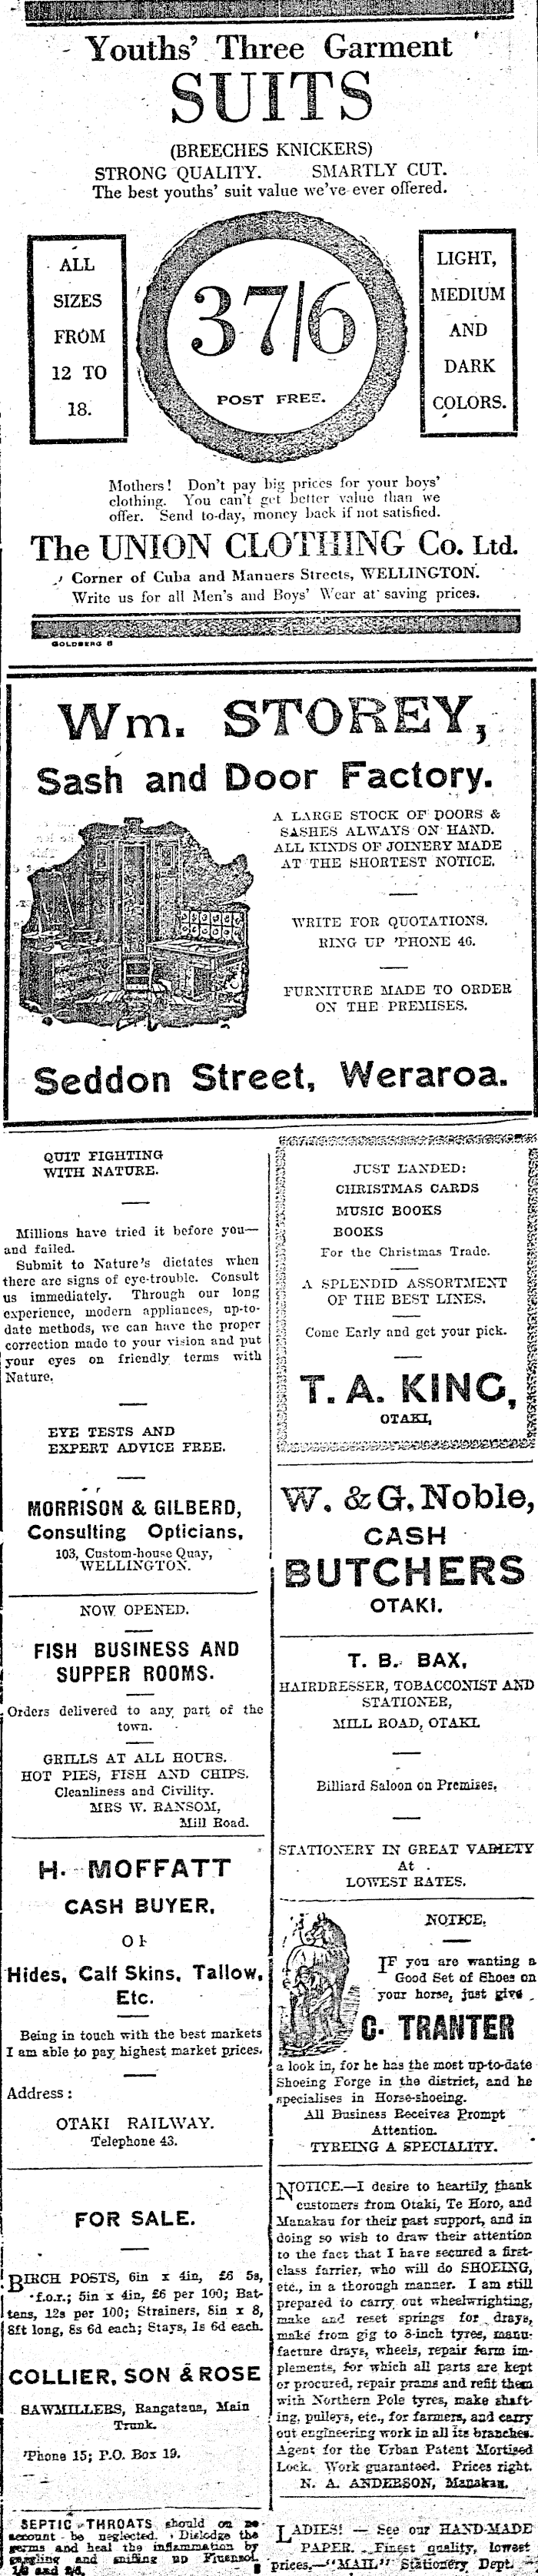 Youths' Three Garment
SUITS
(BREECHES KNICKERS)
STRONG QUALITY. SMARTLY CUT.
The best youths' suit value we've ever offered.
ALL
SIZES
FROM
12 TO
18.
37/6
POST FREE.
LIGHT,
MEDIUM
AND
DARK
COLORS.
Mothers! Don't pay big prices for your boys'
clothing. You can't get better value than we
offer. Send to-day, money back if not satisfied.
The UNION CLOTHING Co. Ltd.
Corner of Cuba and Manners Streets, WELLINGTON.
Write us for all Men's and Boys' Wear at saving prices.
GOLDBERG 8
Wm. STOREY,
Sash and Door Factory.
A LARGE STOCK OF DOORS &
SASHES ALWAYS ON HAND.
ALL KINDS OF JOINERY MADE
AT THE SHORTEST NOTICE.
WRITE FOR QUOTATIONS.
RING UP 'PHONE 46.
FURNITURE MADE TO ORDER
ON THE PREMISES.
Seddon Street, Weraroa.
QUIT FIGHTING
WITH NATURE.
Millions have tried it before you—
and failed.
Submit to Nature's dictates when
there are signs of eye-trouble. Consult
us immediately. Through our long
experience, modern appliances, up-to-
date methods, we can have the proper
correction made to your vision and put
your eyes on friendly terms with
Nature.
EYE TESTS AND
EXPERT ADVICE FREE.
MORRISON & GILBERD,
Consulting Opticians,
103, Custom-house Quay,
WELLINGTON.
NOW OPENED.
FISH BUSINESS AND
SUPPER ROOMS.
Orders delivered to any part of the
town.
GRILLS AT ALL HOURS.
HOT PIES, FISH AND CHIPS.
Cleanliness and Civility.
MRS W. RANSOM,
Mill Road.
H. MOFFATT
CASH BUYER,
OF
Hides, Calf Skins, Tallow,
Etc.
Being in touch with the best markets
I am able to pay highest market prices.
Address:
OTAKI RAILWAY.
Telephone 43.
FOR SALE.
BIRCH POSTS, 6in x 4in, £6 5s,
f.o.r.; 5in x 4in, £6 per 100; Bat-
tens, 12s per 100; Strainers, 8in x 8,
8ft long, 8s 6d each; Stays, 1s 6d each.
COLLIER, SON & ROSE
SAWMILLERS, Rangataua, Main
Trunk.
'Phone 15; P.O. Box 19.
SEPTIC THROATS should on no
account be neglected. Dislodge the
germs and heal the inflammation by
gargling and sniffing up Fluenzol.
1/6 and 2/6.
JUST LANDED:
CHRISTMAS CARDS
MUSIC BOOKS
BOOKS
For the Christmas Trade.
A SPLENDID ASSORTMENT
OF THE BEST LINES.
Come Early and get your pick.
T. A. KING,
OTAKI,
W. & G. Noble,
CASH
BUTCHERS
OTAKI.
T. B. BAX,
HAIRDRESSER, TOBACCONIST AND
STATIONER,
MILL ROAD, OTAKI.
Billiard Saloon on Premises.
STATIONERY IN GREAT VARIETY
At
LOWEST RATES.
NOTICE.
IF you are wanting a
Good Set of Shoes on
your horse, just give
C. TRANTER
a look in, for he has the most up-to-date
Shoeing Forge in the district, and he
specialises in Horse-shoeing.
All Business Receives Prompt
Attention.
TYREING A SPECIALITY.
NOTICE.—I desire to heartily thank
customers from Otaki, Te Horo, and
Manakau for their past support, and in
doing so wish to draw their attention
to the fact that I have secured a first-
class farrier, who will do SHOEING,
etc., in a thorough manner. I am still
prepared to carry out wheelwrighting,
make and reset springs for drays,
make from gig to 3-inch tyres, manu-
facture drays, wheels, repair farm im-
plements, for which all parts are kept
or procured, repair prams and refit them
with Northern Pole tyres, make shaft-
ing, pulleys, etc., for farmers, and carry
out engineering work in all its branches.
Agent for the Urban Patent Mortised
Lock. Work guaranteed. Prices right.
N. A. ANDERSON, Manakau.
LADIES! — See our HAND-MADE
PAPER. Finest quality, lowest
prices.—"MAIL" Stationery Dept.